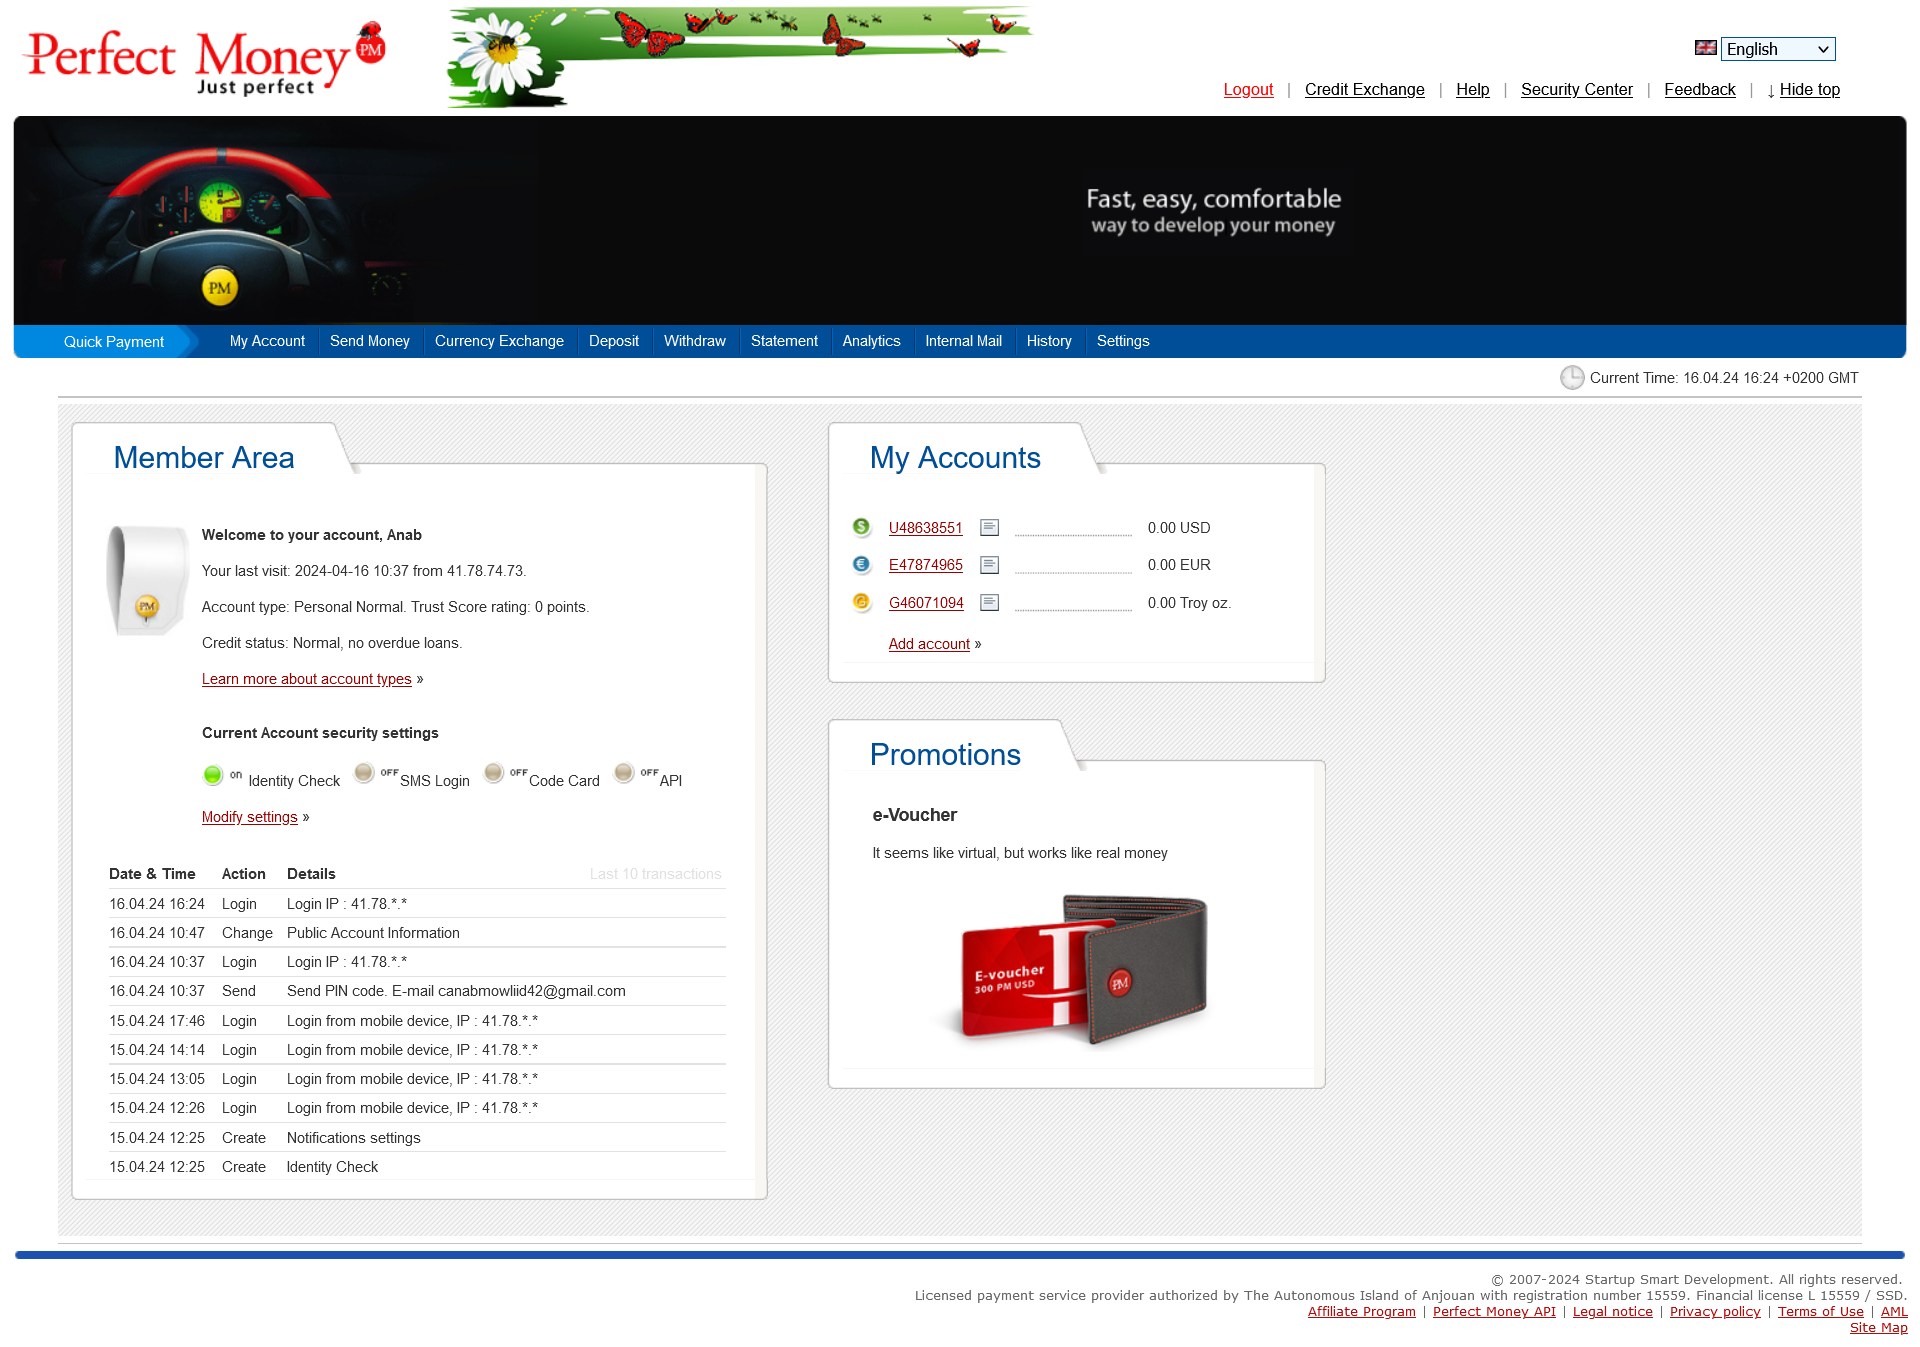 Perfect Money PM
Just perfect
English
Logout | Credit Exchange | Help | Security Center | Feedback | ↓ Hide top
Fast, easy, comfortable
way to develop your money
PM
Quick Payment My Account Send Money Currency Exchange Deposit Withdraw Statement Analytics Internal Mail History Settings
Current Time: 16.04.24 16:24 +0200 GMT
Member Area
Welcome to your account, Anab
Your last visit: 2024-04-16 10:37 from 41.78.74.73.
PM
Account type: Personal Normal. Trust Score rating: 0 points.
Credit status: Normal, no overdue loans.
Learn more about account types »
Current Account security settings
on Identity Check OFF SMS Login OFF Code Card OFF API
Modify settings »
Date & Time Action Details Last 10 transactions
16.04.24 16:24 Login Login IP : 41.78.*.*
16.04.24 10:47 Change Public Account Information
16.04.24 10:37 Login Login IP : 41.78.*.*
16.04.24 10:37 Send Send PIN code. E-mail canabmowliid42@gmail.com
15.04.24 17:46 Login Login from mobile device, IP : 41.78.*.*
15.04.24 14:14 Login Login from mobile device, IP : 41.78.*.*
15.04.24 13:05 Login Login from mobile device, IP : 41.78.*.*
15.04.24 12:26 Login Login from mobile device, IP : 41.78.*.*
15.04.24 12:25 Create Notifications settings
15.04.24 12:25 Create Identity Check
My Accounts
$ U48638551 0.00 USD
€ E47874965 0.00 EUR
G G46071094 0.00 Troy oz.
Add account »
Promotions
e-Voucher
It seems like virtual, but works like real money
E-voucher
300 PM USD
PM
© 2007-2024 Startup Smart Development. All rights reserved.
Licensed payment service provider authorized by The Autonomous Island of Anjouan with registration number 15559. Financial license L 15559 / SSD.
Affiliate Program | Perfect Money API | Legal notice | Privacy policy | Terms of Use | AML
Site Map